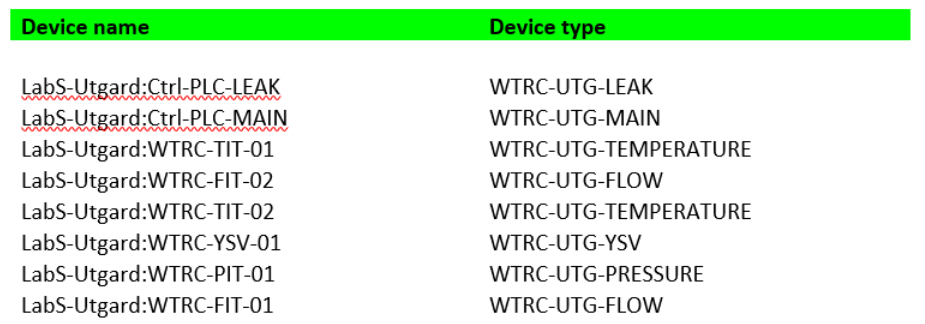 Device name Device type
LabS-Utgard:Ctrl-PLC-LEAK WTRC-UTG-LEAK
LabS-Utgard:Ctrl-PLC-MAIN WTRC-UTG-MAIN
LabS-Utgard:WTRC-TIT-01 WTRC-UTG-TEMPERATURE
LabS-Utgard:WTRC-FIT-02 WTRC-UTG-FLOW
LabS-Utgard:WTRC-TIT-02 WTRC-UTG-TEMPERATURE
LabS-Utgard:WTRC-YSV-01 WTRC-UTG-YSV
LabS-Utgard:WTRC-PIT-01 WTRC-UTG-PRESSURE
LabS-Utgard:WTRC-FIT-01 WTRC-UTG-FLOW